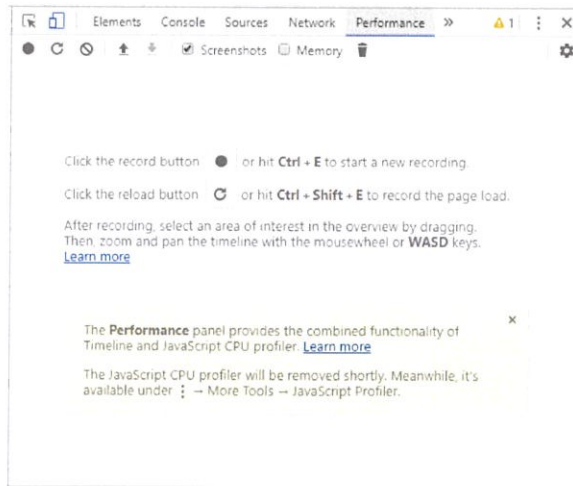 Elements Console Sources Network Performance » 1
Screenshots Memory
Click the record button or hit Ctrl + E to start a new recording.
Click the reload button or hit Ctrl + Shift + E to record the page load.
After recording, select an area of interest in the overview by dragging.
Then, zoom and pan the timeline with the mousewheel or WASD keys.
Learn more
The Performance panel provides the combined functionality of
Timeline and JavaScript CPU profiler. Learn more
The JavaScript CPU profiler will be removed shortly. Meanwhile, it's
available under ⋮ → More Tools → JavaScript Profiler.